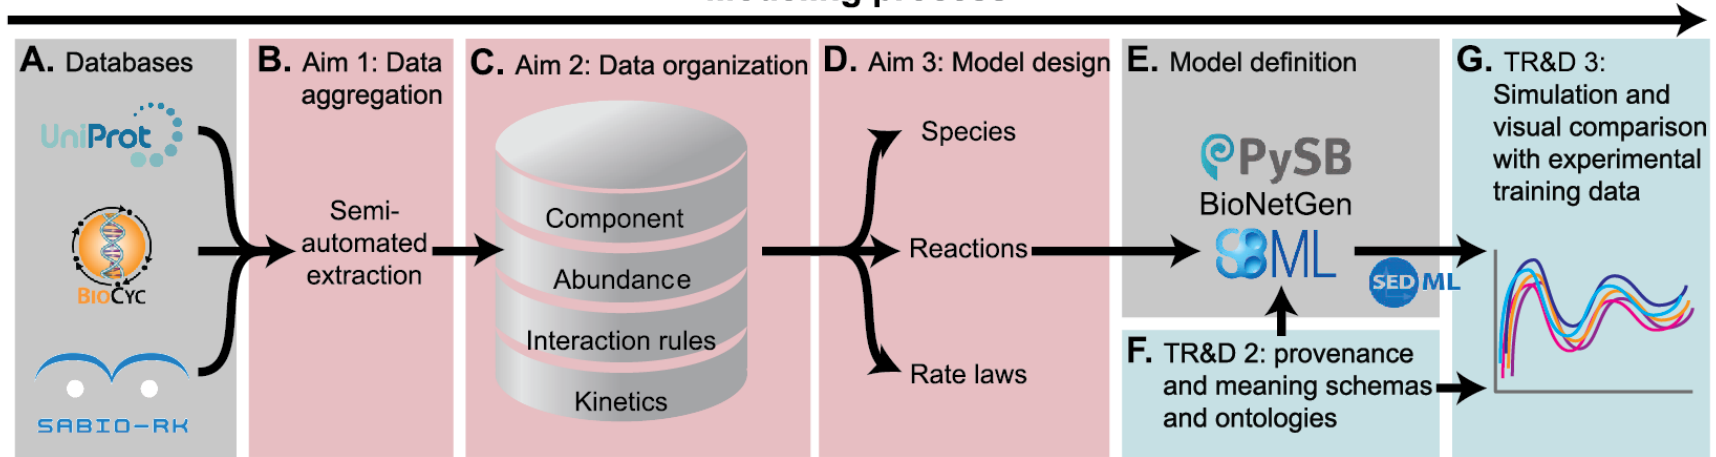 Modeling process
A. Databases
UniProt
BIOCYC
SABIO-RK
B. Aim 1: Data
aggregation
Semi-
automated
extraction
C. Aim 2: Data organization
Component
Abundance
Interaction rules
Kinetics
D. Aim 3: Model design
Species
Reactions
Rate laws
E. Model definition
PySB
BioNetGen
SBML
SED ML
F. TR&D 2: provenance
and meaning schemas
and ontologies
G. TR&D 3:
Simulation and
visual comparison
with experimental
training data